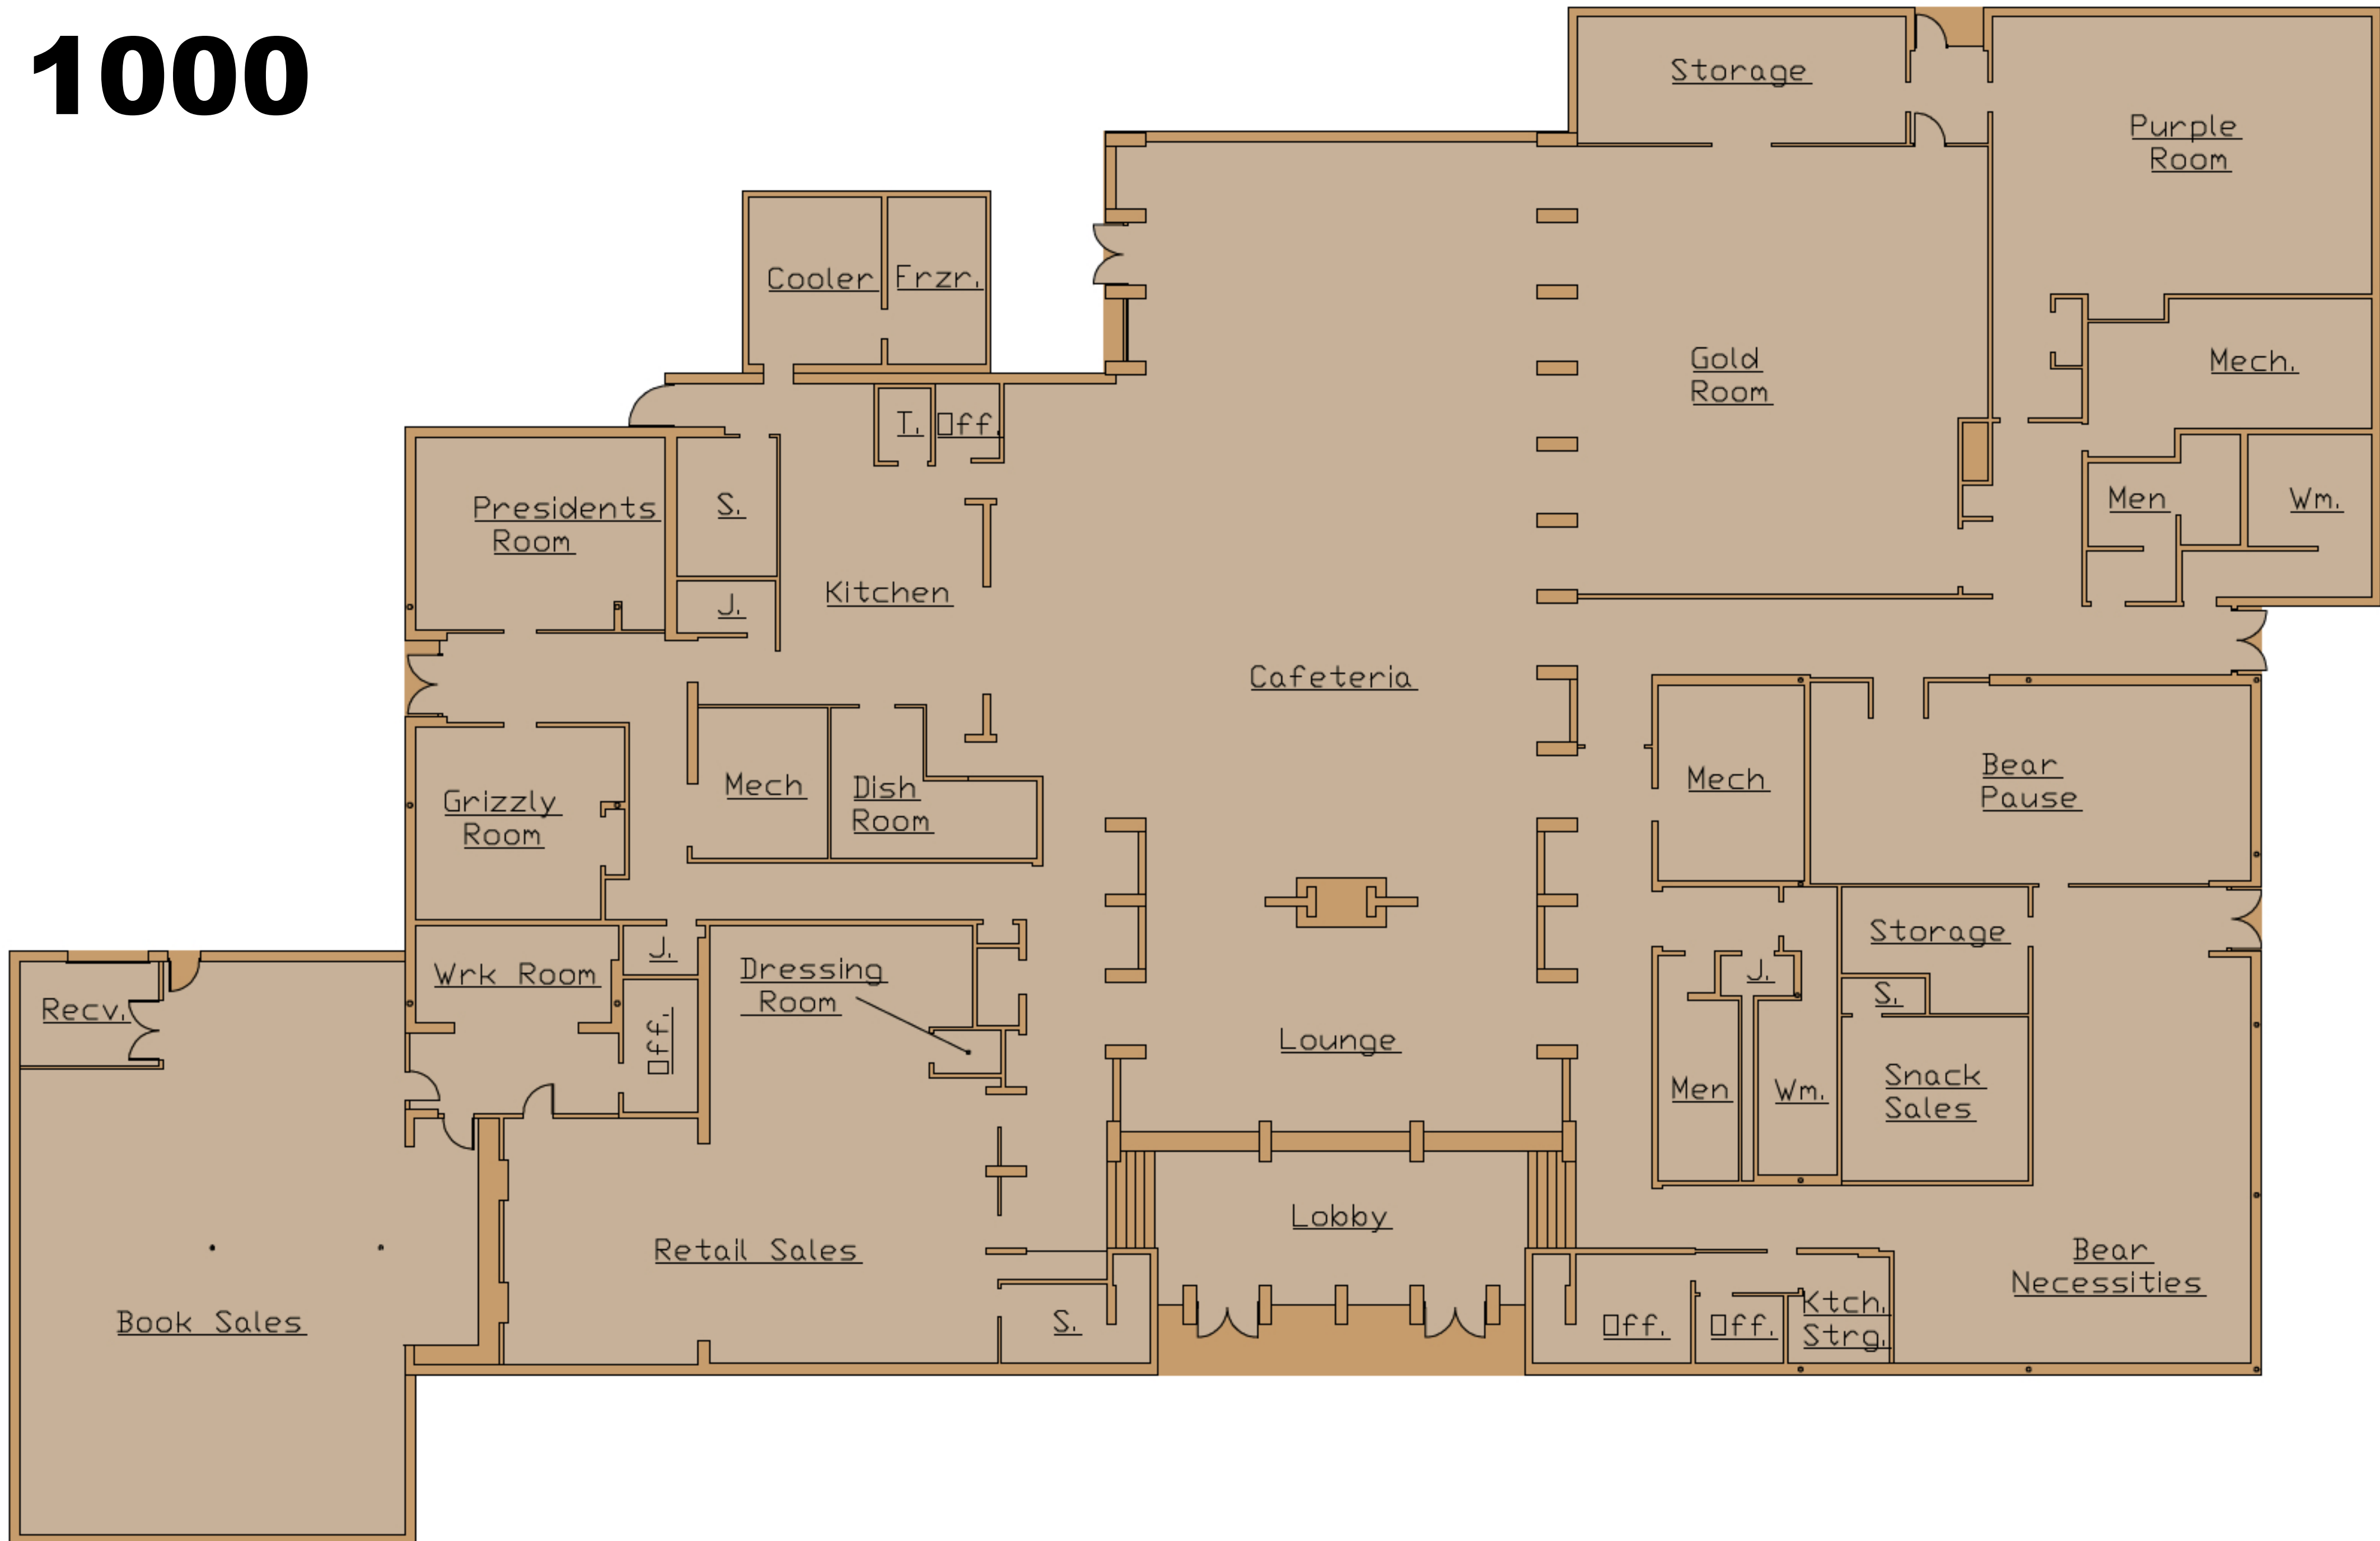 1000
Storage
Purple
Room
Cooler
Frzr.
Gold
Room
Mech.
T.
Off.
Presidents
Room
S.
Men
Wm.
Kitchen
J.
Cafeteria
Mech
Dish
Room
Mech
Bear
Pause
Grizzly
Room
Storage
J.
Wrk Room
Dressing
Room
J.
Recv.
S.
Off.
Lounge
Men
Wm.
Snack
Sales
Lobby
Retail Sales
Bear
Necessities
Book Sales
S.
Off.
Off.
Ktch.
Strg.